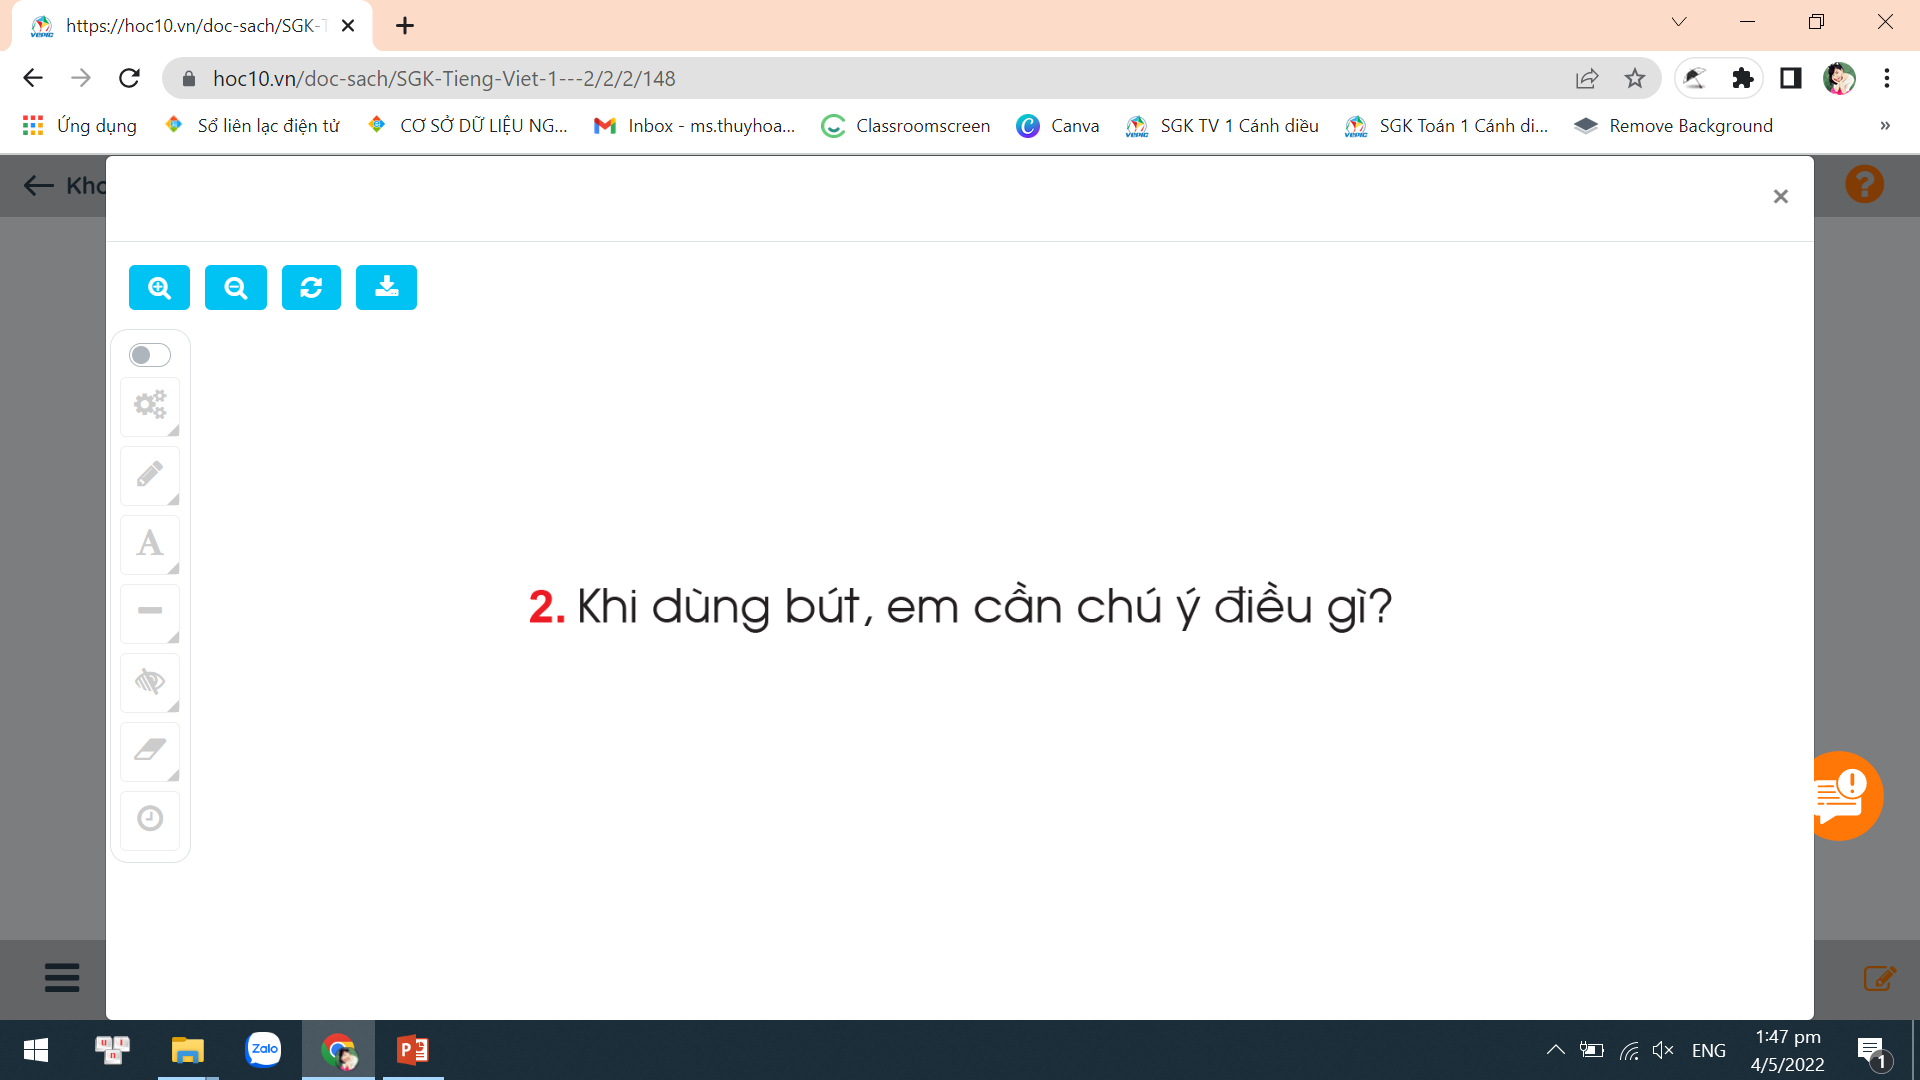 https://hoc10.vn/doc-sach/SGK-T
hoc10.vn/doc-sach/SGK-Tieng-Viet-1---2/2/2/148
Ứng dụng
Sổ liên lạc điện tử
CƠ SỞ DỮ LIỆU NG...
Inbox - ms.thuyhoa...
Classroomscreen
Canva
SGK TV 1 Cánh diều
SGK Toán 1 Cánh di...
Remove Background
»
Kho
2. Khi dùng bút, em cần chú ý điều gì?
Zalo
ENG
1:47 pm
4/5/2022
1